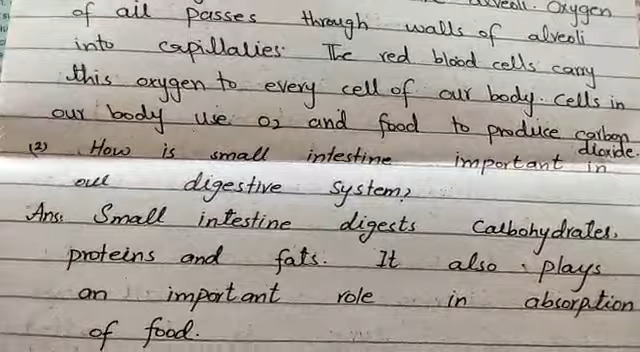 alveoli. Oxygen
of air passes through walls of alveoli
into capillaries. The red blood cells carry
this oxygen to every cell of our body. Cells in
our body use O2 and food to produce carbon
dioxide.
(2) How is small intestine important in
our digestive system?
Ans: Small intestine digests Carbohydrates,
proteins and fats. It also plays
an important role in absorption
of food.